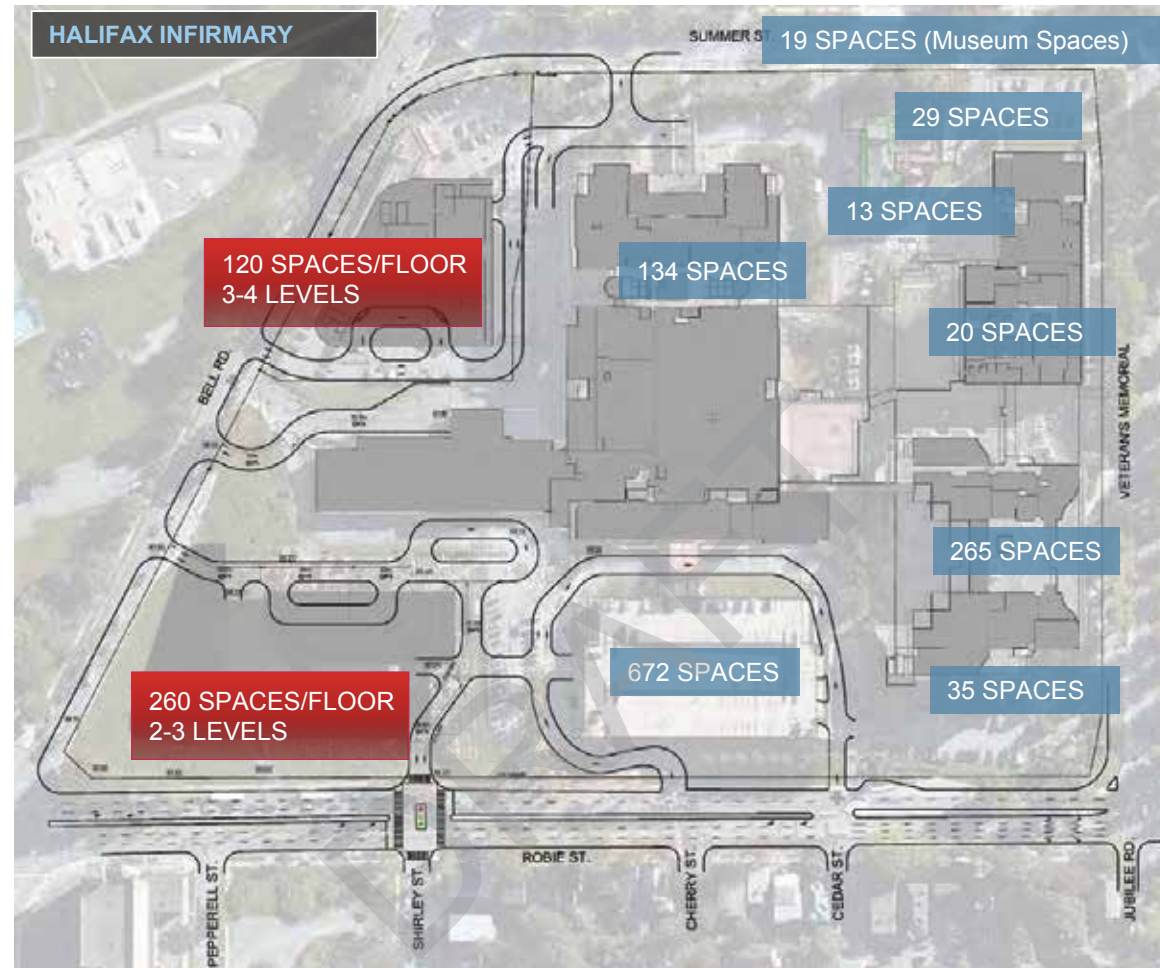 HALIFAX INFIRMARY
SUMMER ST.
19 SPACES (Museum Spaces)
29 SPACES
13 SPACES
120 SPACES/FLOOR
3-4 LEVELS
134 SPACES
20 SPACES
BELL RD.
VETERAN'S MEMORIAL
265 SPACES
672 SPACES
260 SPACES/FLOOR
2-3 LEVELS
35 SPACES
DRAFT
ROBIE ST.
PEPPERELL ST.
SHIRLEY ST.
CHERRY ST.
CEDAR ST.
JUBILEE RD.